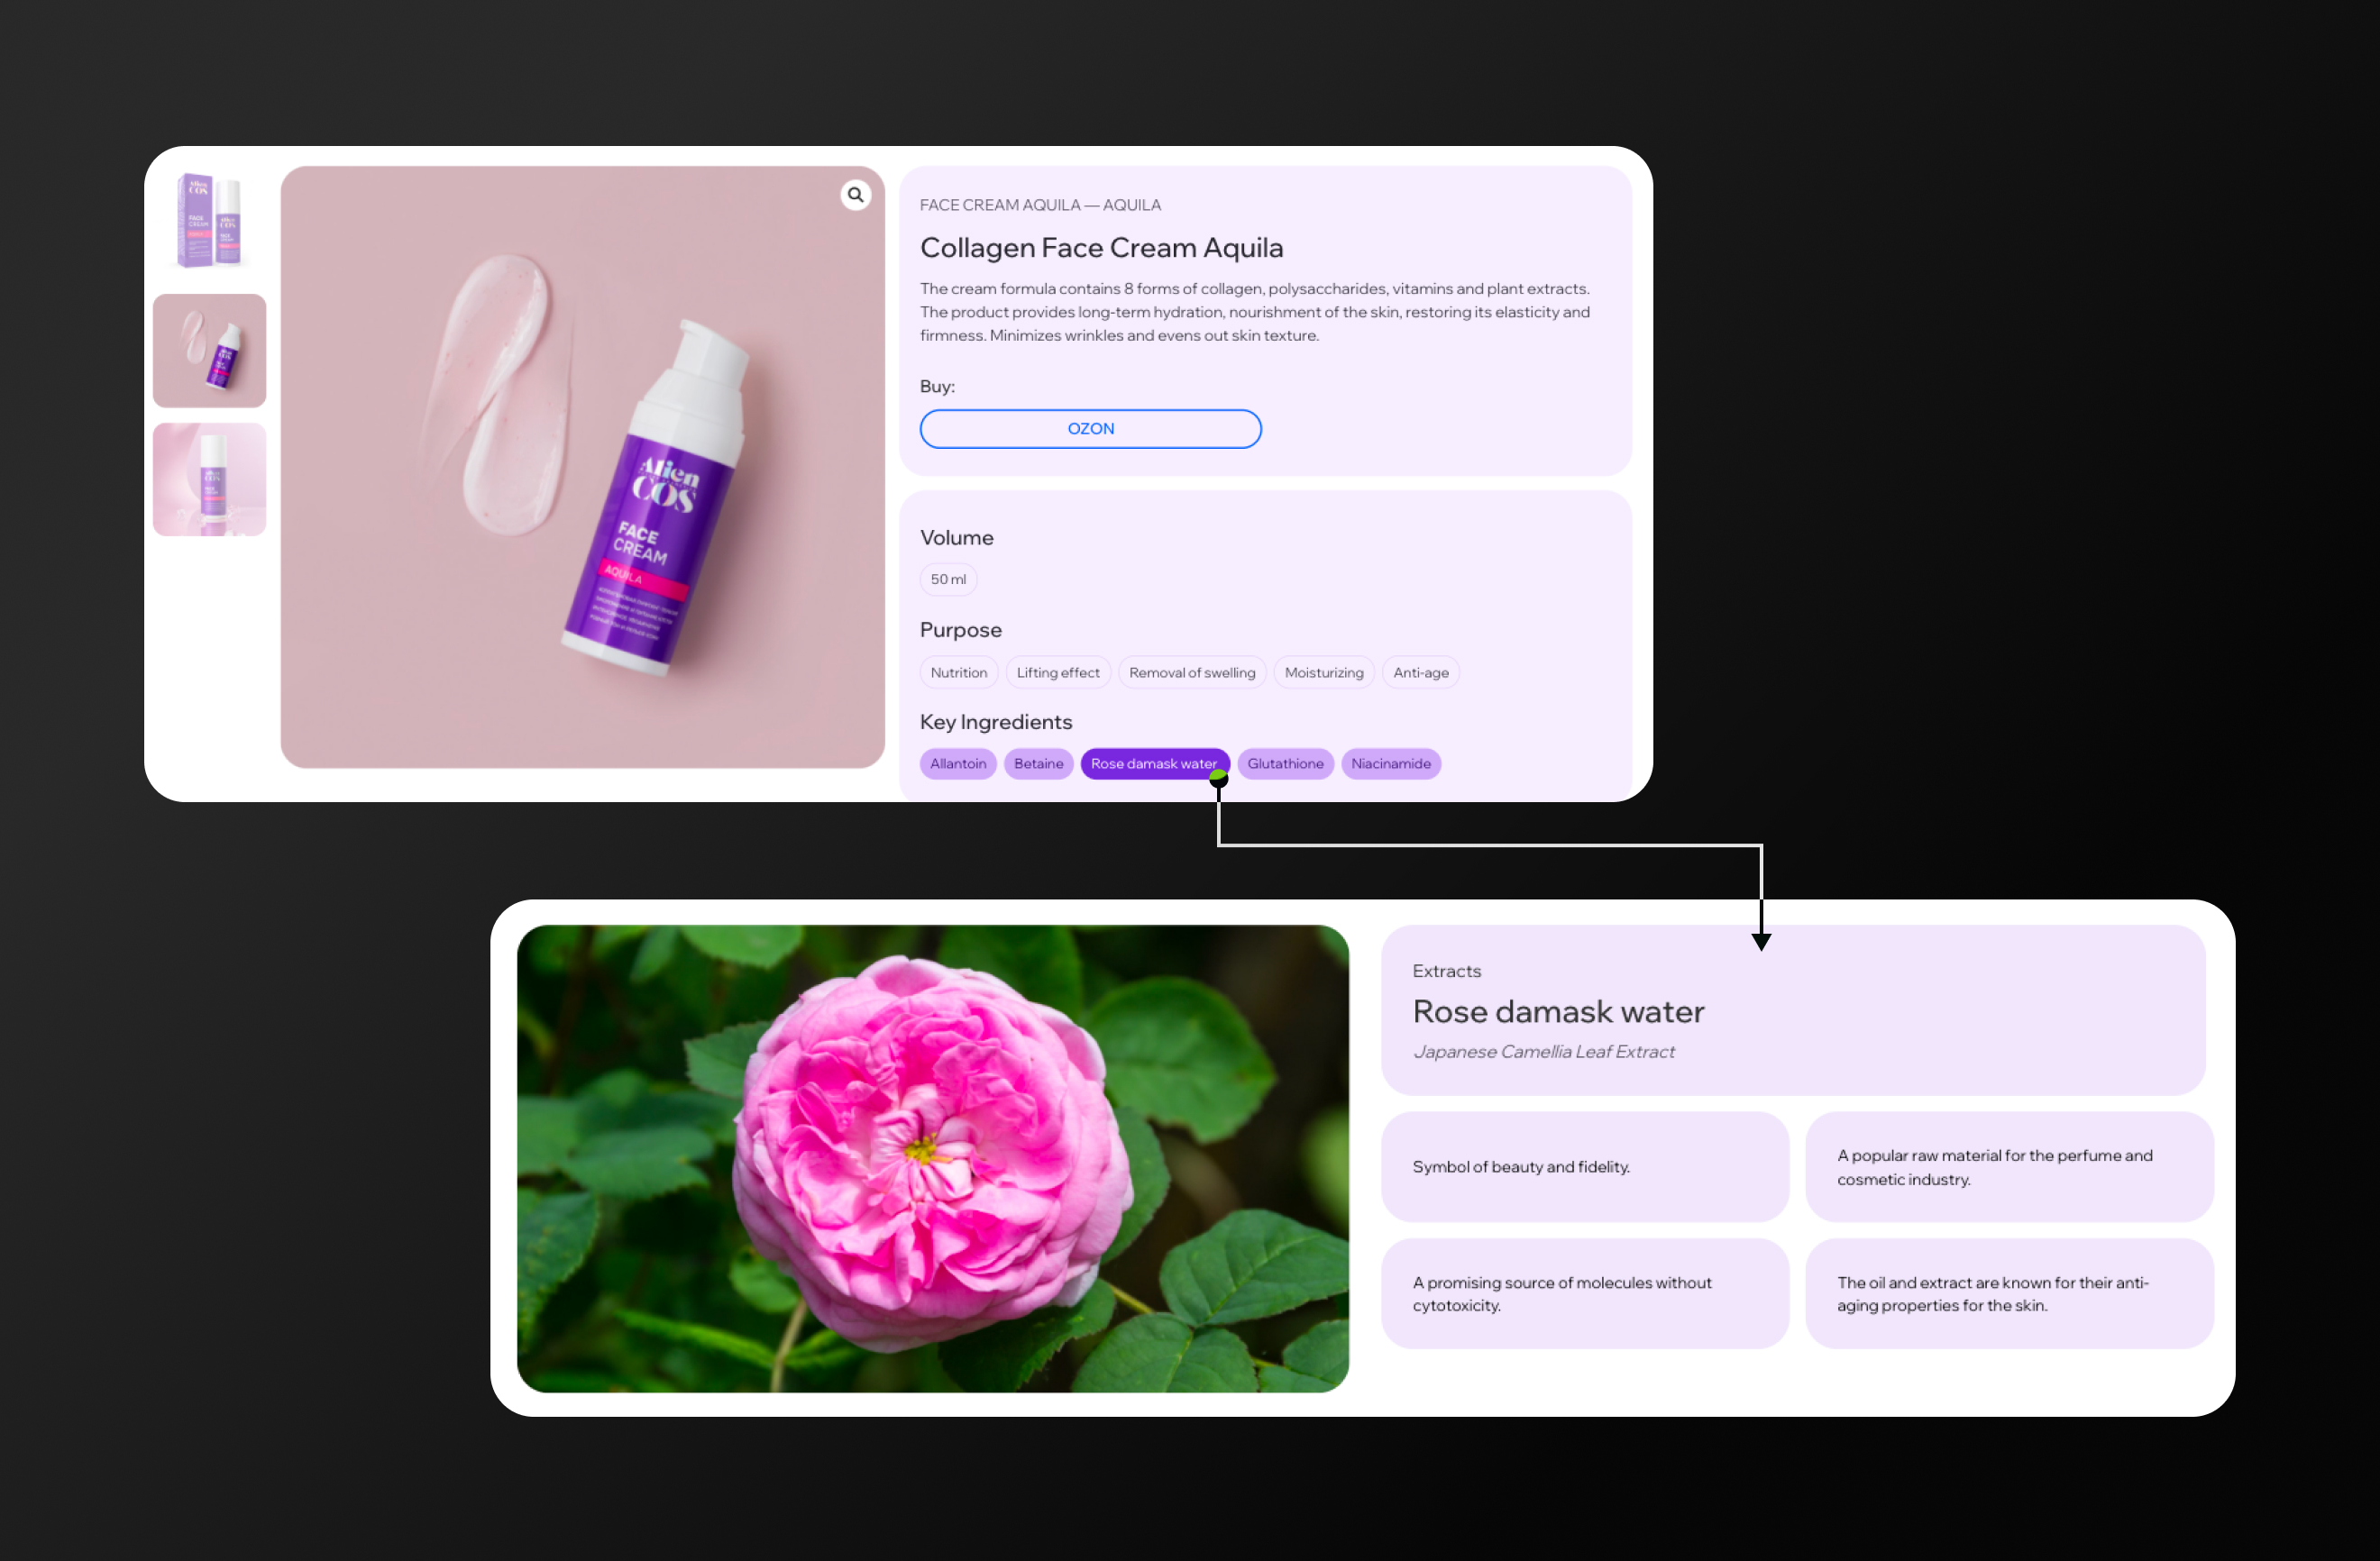 Alien
COS
FACE
CREAM
FACE CREAM AQUILA — AQUILA
Collagen Face Cream Aquila
The cream formula contains 8 forms of collagen, polysaccharides, vitamins and plant extracts.
The product provides long-term hydration, nourishment of the skin, restoring its elasticity and
firmness. Minimizes wrinkles and evens out skin texture.
Buy:
OZON
Alien
COS
FACE
CREAM
AQUILA
Volume
50 ml
Purpose
Nutrition
Lifting effect
Removal of swelling
Moisturizing
Anti-age
Key Ingredients
Allantoin
Betaine
Rose damask water
Glutathione
Niacinamide
Extracts
Rose damask water
Japanese Camellia Leaf Extract
Symbol of beauty and fidelity.
A popular raw material for the perfume and
cosmetic industry.
A promising source of molecules without
cytotoxicity.
The oil and extract are known for their anti-
aging properties for the skin.